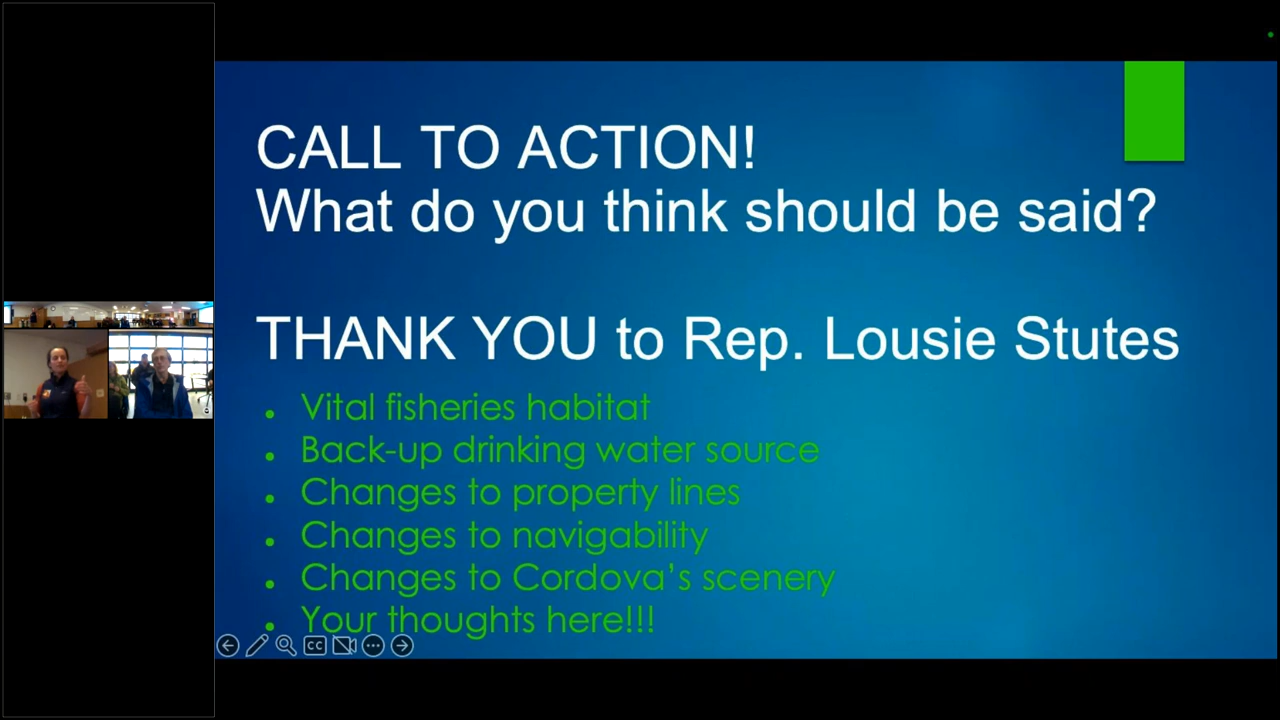 CALL TO ACTION!
What do you think should be said?
THANK YOU to Rep. Lousie Stutes
• Vital fisheries habitat
• Back-up drinking water source
• Changes to property lines
• Changes to navigability
• Changes to Cordova's scenery
• Your thoughts here!!!
CC